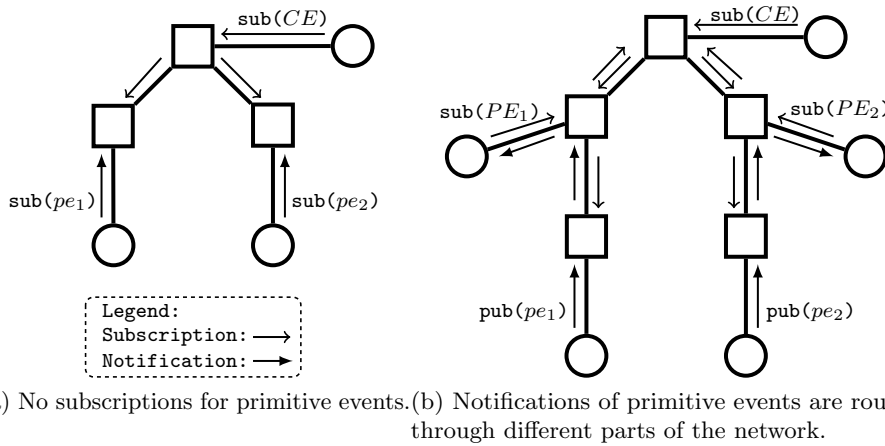 sub(CE)
sub(pe₁)
sub(pe₂)
Legend:
Subscription:
Notification:
) No subscriptions for primitive events.
sub(CE)
sub(PE₁)
sub(PE₂)
pub(pe₁)
pub(pe₂)
(b) Notifications of primitive events are rou
through different parts of the network.